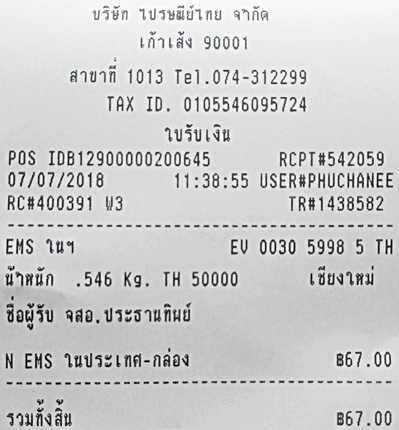 บริษัท ไปรษณีย์ไทย จำกัด
เก้าเส้ง 90001
สาขาที่ 1013 Tel.074-312299
TAX ID. 0105546095724
ใบรับเงิน
POS IDB12900000200645 RCPT#542059
07/07/2018 11:38:55 USER#PHUCHANEE
RC#400391 W3 TR#1438582
EMS ในฯ EV 0030 5998 5 TH
น้ำหนัก .546 Kg. TH 50000 เชียงใหม่
ชื่อผู้รับ จสอ.ประธานทิพย์
N EMS ในประเทศ-กล่อง ฿67.00
รวมทั้งสิ้น ฿67.00